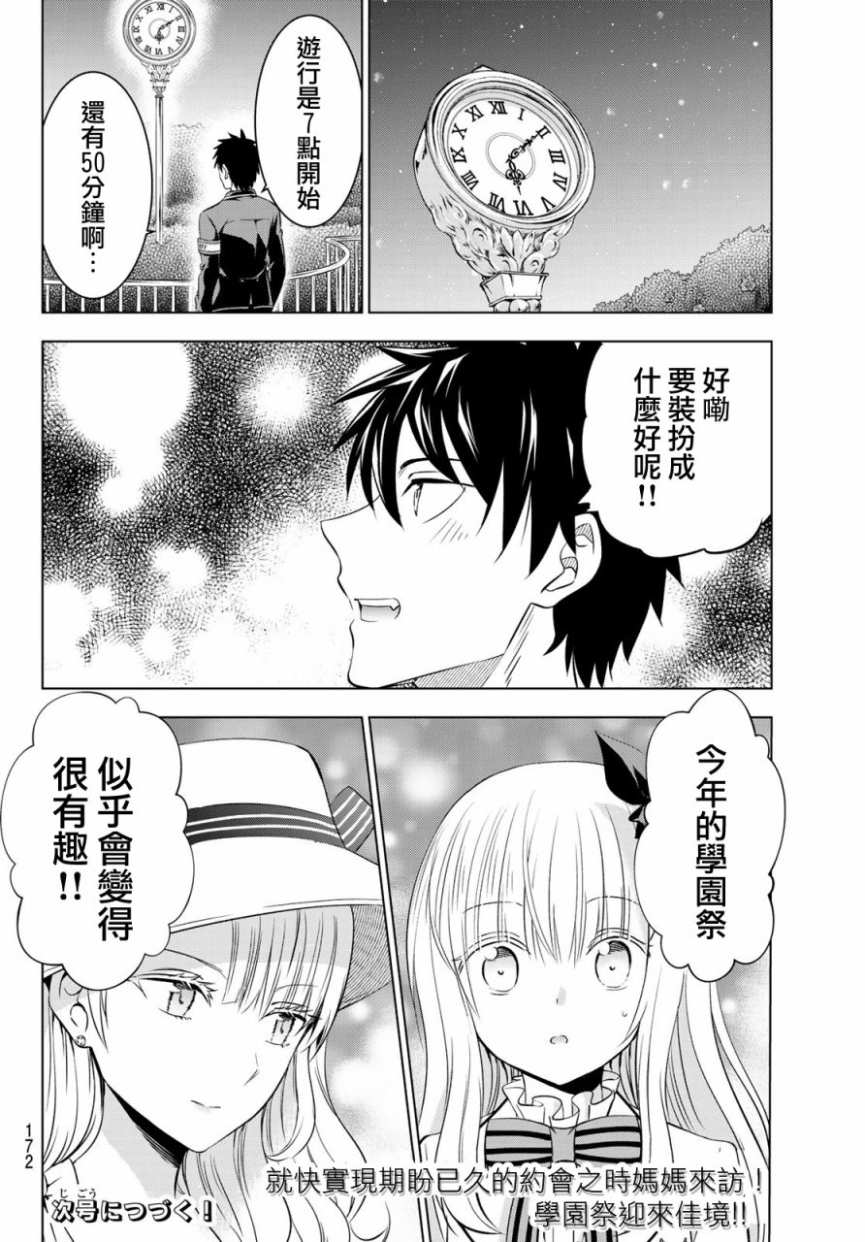 遊行是
7點開始
還有
50分鐘啊…
好嘞
要裝扮成
什麼好呢!!
今年的學園祭
似乎會變得
很有趣!!
就快實現期盼已久的約會之時媽媽來訪！
學園祭迎來佳境!!
じごう
次号につづく！
172